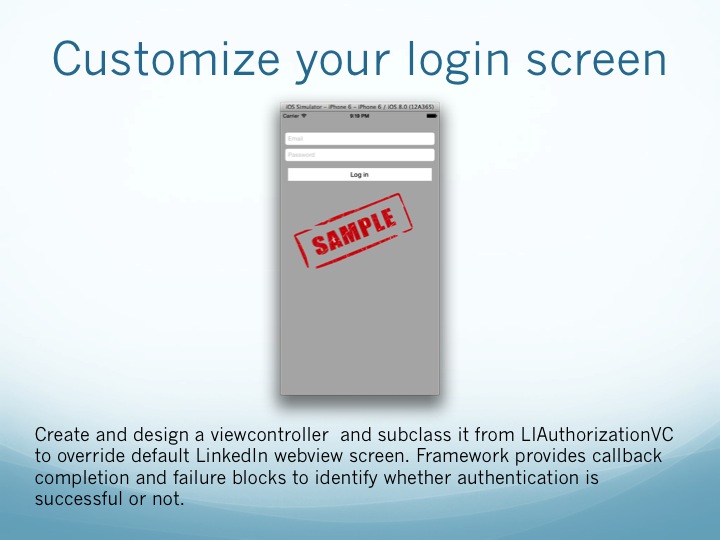 Customize your login screen
iOS Simulator – iPhone 6 – iPhone 6 / iOS 8.0 (12A365)
Carrier 9:19 PM
Email
Password
Log in
SAMPLE
Create and design a viewcontroller  and subclass it from LIAuthorizationVC
to override default LinkedIn webview screen. Framework provides callback
completion and failure blocks to identify whether authentication is
successful or not.